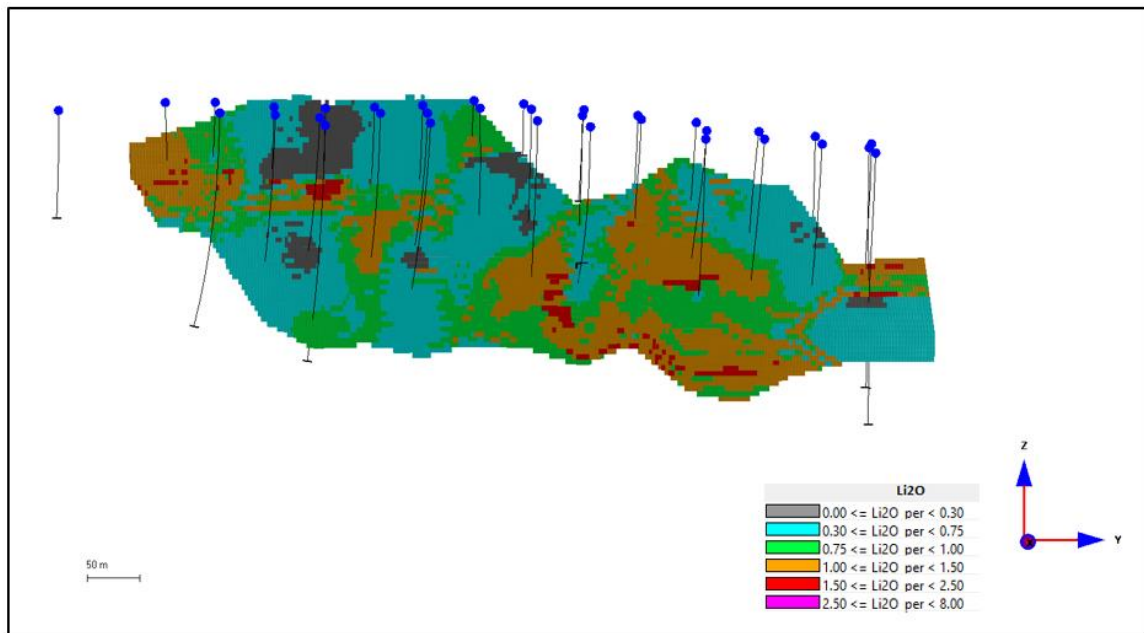 Z
Y
Li2O
0.00 <= Li2O per < 0.30
0.30 <= Li2O per < 0.75
0.75 <= Li2O per < 1.00
1.00 <= Li2O per < 1.50
1.50 <= Li2O per < 2.50
2.50 <= Li2O per < 8.00
50 m